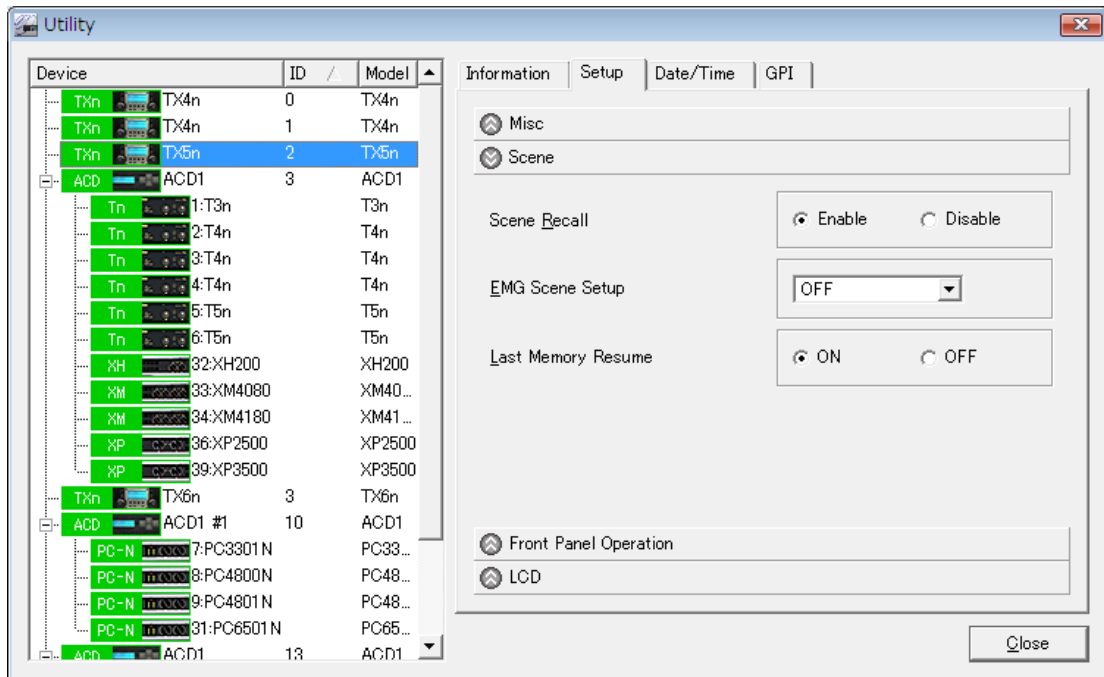 Utility
Device ID Model
TXn TX4n 0 TX4n
TXn TX4n 1 TX4n
TXn TX5n 2 TX5n
ACD ACD1 3 ACD1
Tn 1:T3n T3n
Tn 2:T4n T4n
Tn 3:T4n T4n
Tn 4:T4n T4n
Tn 5:T5n T5n
Tn 6:T5n T5n
XH 32:XH200 XH200
XM 33:XM4080 XM40...
XM 34:XM4180 XM41...
XP 36:XP2500 XP2500
XP 39:XP3500 XP3500
TXn TX6n 3 TX6n
ACD ACD1 #1 10 ACD1
PC-N 7:PC3301N PC33...
PC-N 8:PC4800N PC48...
PC-N 9:PC4801N PC48...
PC-N 31:PC6501N PC65...
ACD ACD1 13 ACD1
Information Setup Date/Time GPI
Misc
Scene
Scene Recall Enable Disable
EMG Scene Setup OFF
Last Memory Resume ON OFF
Front Panel Operation
LCD
Close